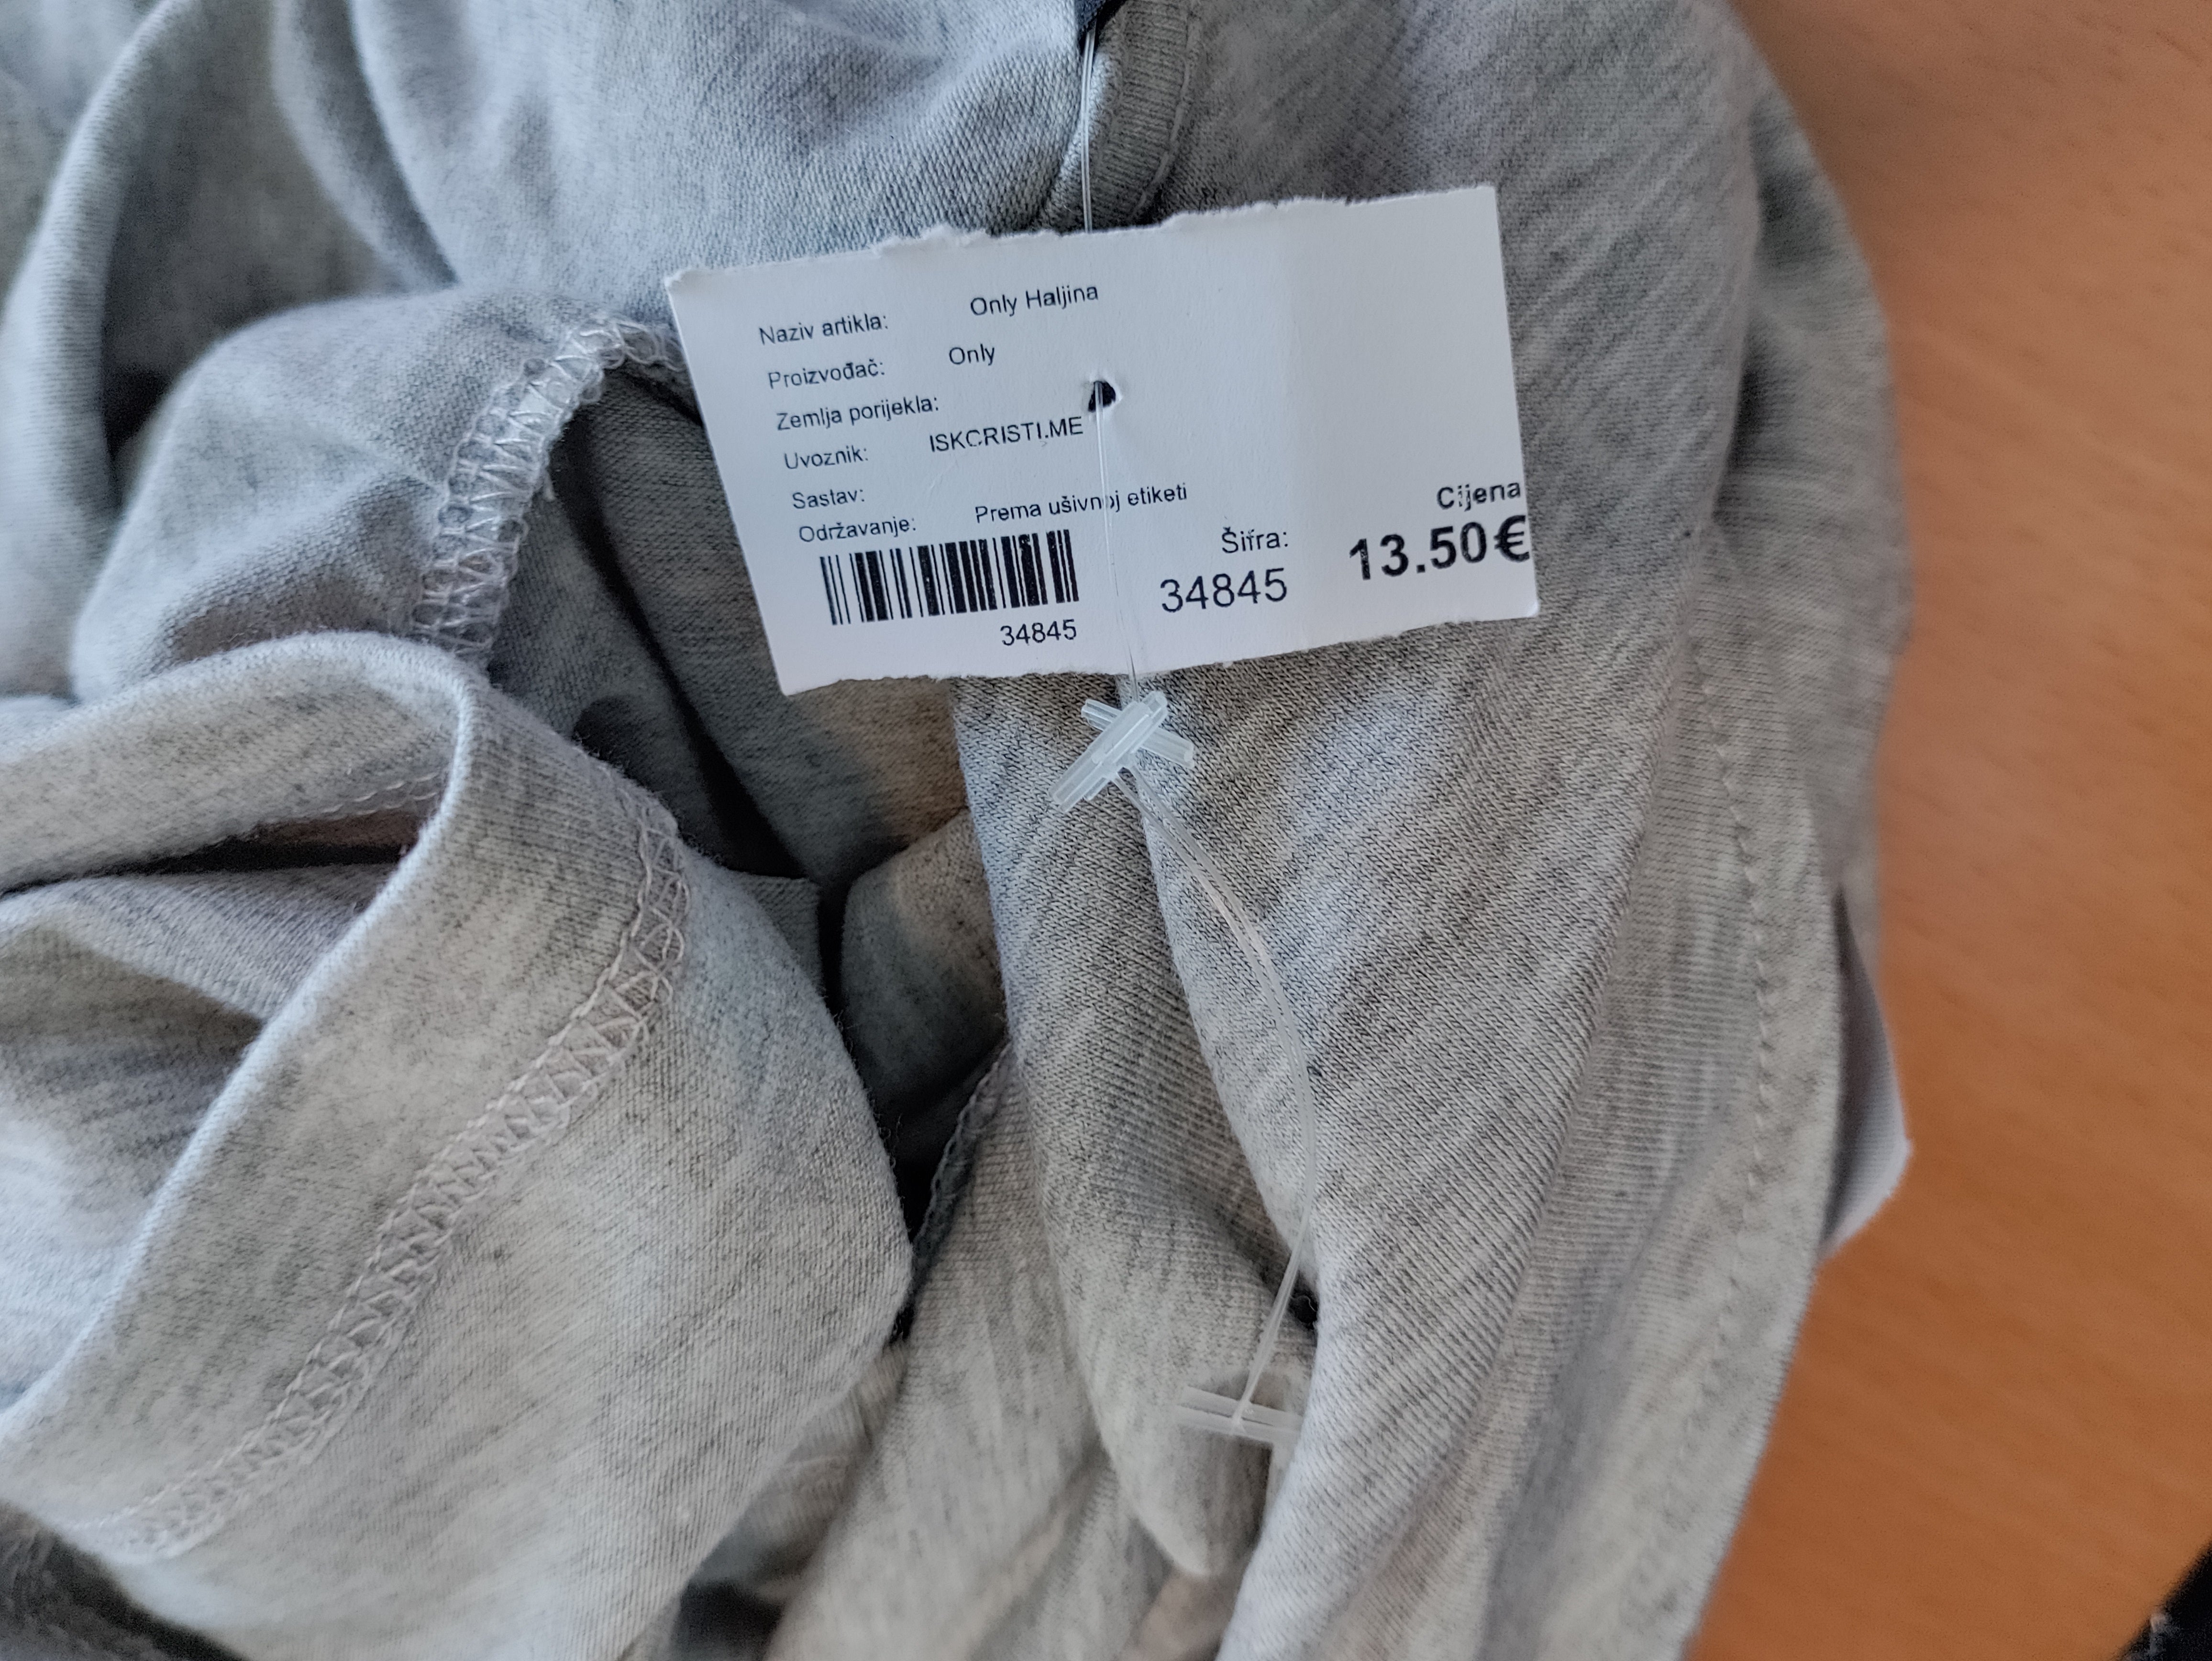 Naziv artikla: Only Haljina
Proizvođač: Only
Zemlja porijekla:
Uvoznik: ISKCRISTI.ME
Sastav:
Održavanje: Prema ušivnoj etiketi
Cijena
Šifra: 13.50€
34845
34845